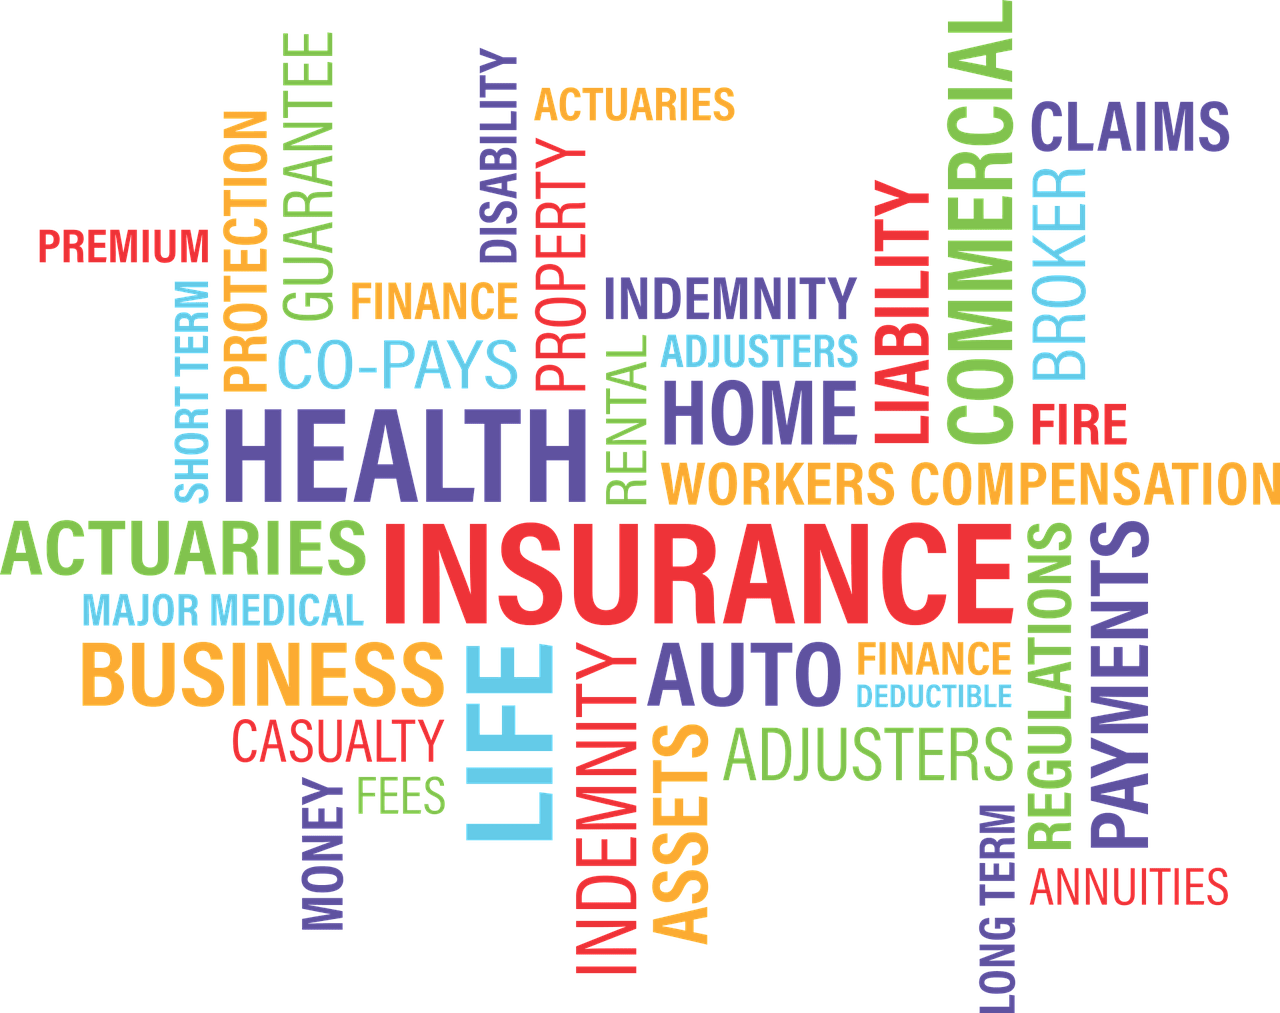 COMMERCIAL
GUARANTEE
DISABILITY
ACTUARIES
CLAIMS
PROTECTION
PROPERTY
BROKER
LIABILITY
PREMIUM
SHORT TERM
FINANCE
INDEMNITY
CO-PAYS
RENTAL
ADJUSTERS
HOME
FIRE
HEALTH
WORKERS COMPENSATION
ACTUARIES
INSURANCE
REGULATIONS
PAYMENTS
MAJOR MEDICAL
BUSINESS
LIFE
INDEMNITY
AUTO
FINANCE
DEDUCTIBLE
CASUALTY
ASSETS
ADJUSTERS
MONEY
FEES
LONG TERM
ANNUITIES